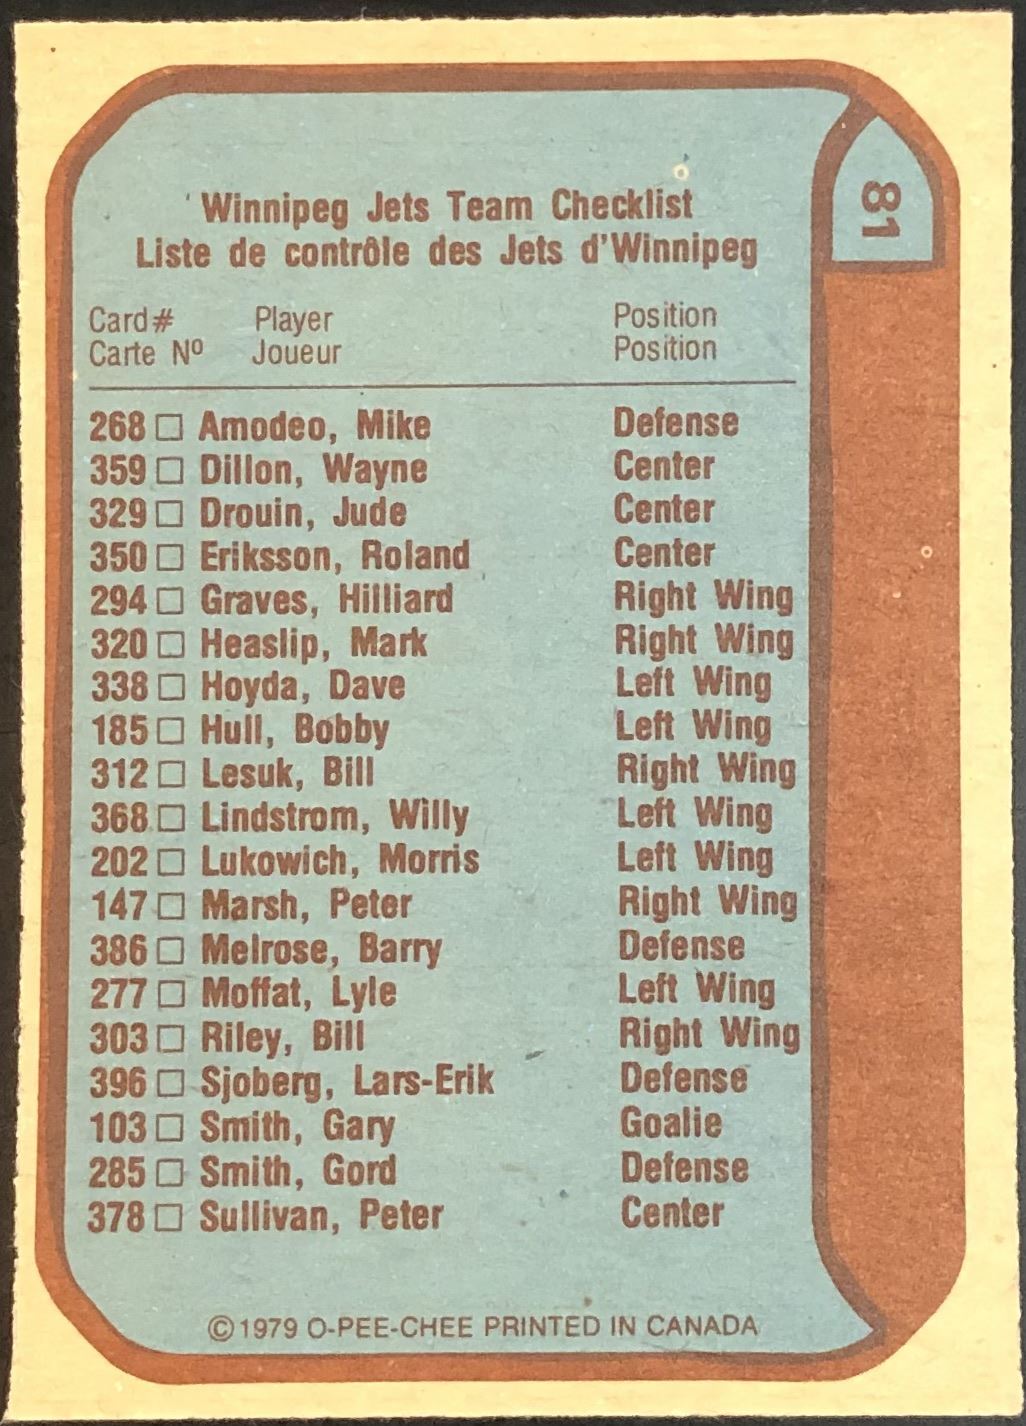 Winnipeg Jets Team Checklist
Liste de contrôle des Jets d'Winnipeg
81
Card# Player Position
Carte Nº Joueur Position
268 □ Amodeo, Mike Defense
359 □ Dillon, Wayne Center
329 □ Drouin, Jude Center
350 □ Eriksson, Roland Center
294 □ Graves, Hilliard Right Wing
320 □ Heaslip, Mark Right Wing
338 □ Hoyda, Dave Left Wing
185 □ Hull, Bobby Left Wing
312 □ Lesuk, Bill Right Wing
368 □ Lindstrom, Willy Left Wing
202 □ Lukowich, Morris Left Wing
147 □ Marsh, Peter Right Wing
386 □ Melrose, Barry Defense
277 □ Moffat, Lyle Left Wing
303 □ Riley, Bill Right Wing
396 □ Sjoberg, Lars-Erik Defense
103 □ Smith, Gary Goalie
285 □ Smith, Gord Defense
378 □ Sullivan, Peter Center
©1979 O-PEE-CHEE PRINTED IN CANADA